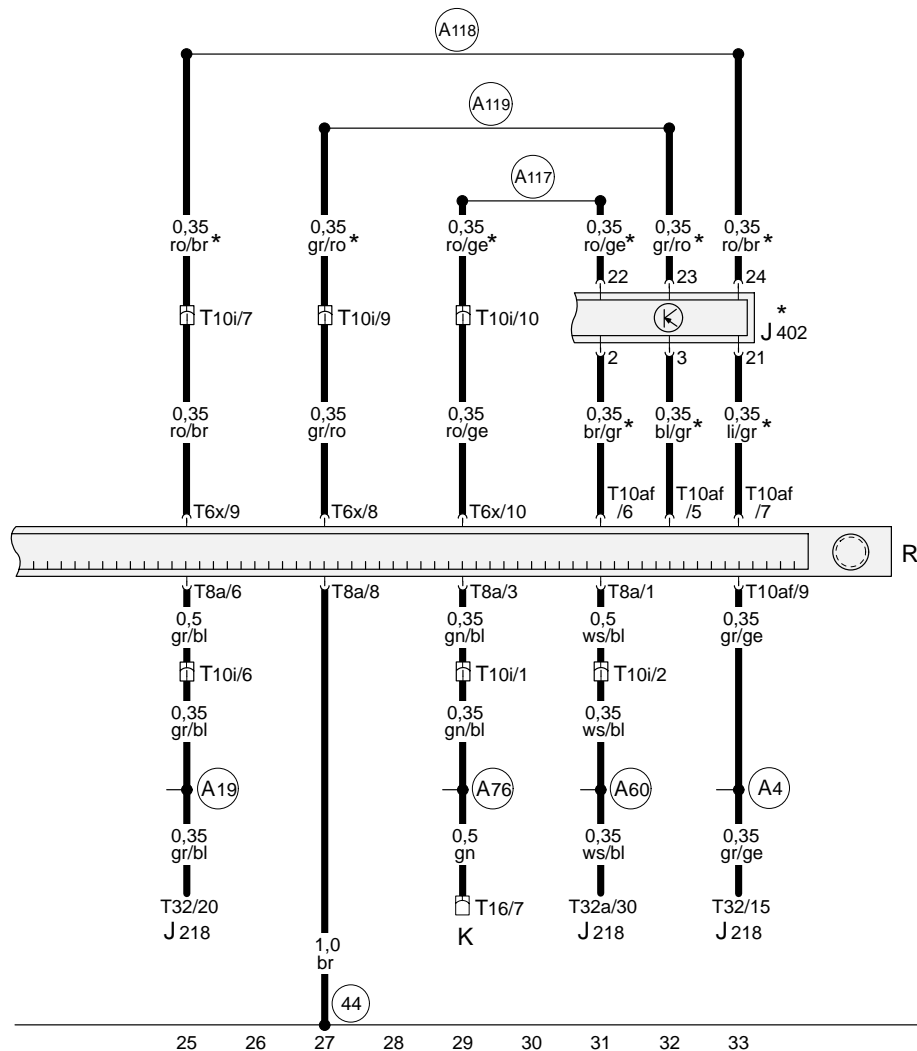 A118
A119
A117
0,35 0,35 0,35 0,35 0,35 0,35
ro/br* gr/ro* ro/ge* ro/ge* gr/ro* ro/br*
22 23 24
T10i/7 T10i/9 T10i/10 * J 402
2 3 21
0,35 0,35 0,35 0,35 0,35 0,35
ro/br gr/ro ro/ge br/gr* bl/gr* li/gr*
T6x/9 T6x/8 T6x/10 T10af/6 T10af/5 T10af/7
R
T8a/6 T8a/8 T8a/3 T8a/1 T10af/9
0,5 0,35 0,5 0,35
gr/bl gn/bl ws/bl gr/ge
T10i/6 T10i/1 T10i/2
0,35 0,35 0,35
gr/bl gn/bl ws/bl
A19 A76 A60 A4
0,35 0,5 0,35 0,35
gr/bl gn ws/bl gr/ge
T32/20 T16/7 T32a/30 T32/15
J 218 K J 218 J 218
1,0
br
44
25 26 27 28 29 30 31 32 33